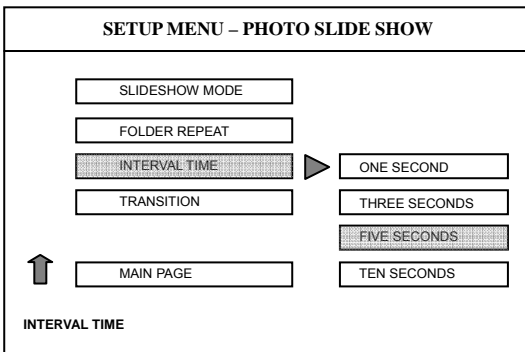 SETUP MENU – PHOTO SLIDE SHOW
SLIDESHOW MODE
FOLDER REPEAT
INTERVAL TIME
ONE SECOND
TRANSITION
THREE SECONDS
FIVE SECONDS
MAIN PAGE
TEN SECONDS
INTERVAL TIME